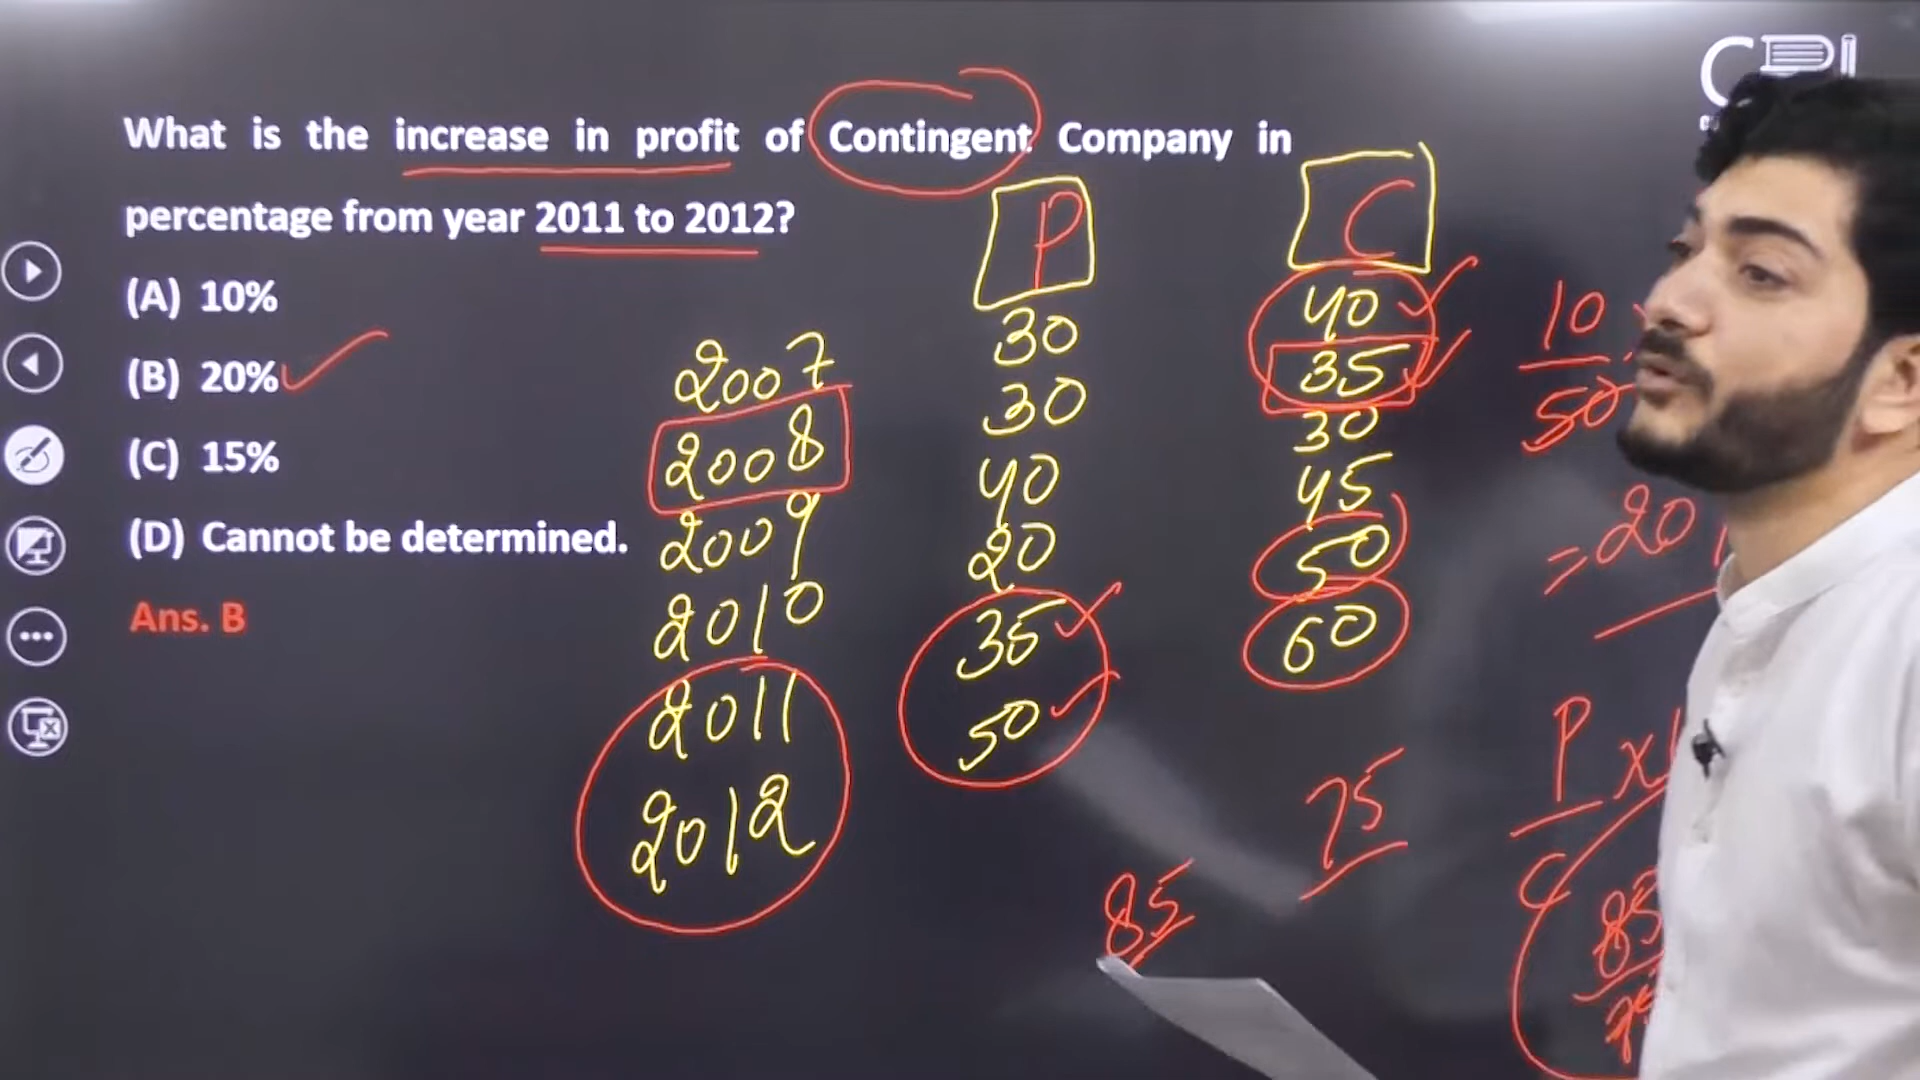 What is the increase in profit of Contingent Company in
percentage from year 2011 to 2012?
(A) 10%
(B) 20%
(C) 15%
(D) Cannot be determined.
Ans. B
2007
2008
2009
2010
2011
2012
P
30
30
40
20
35
50
C
40
35
30
45
50
60
10
50
= 20
75
85
P x
C
85